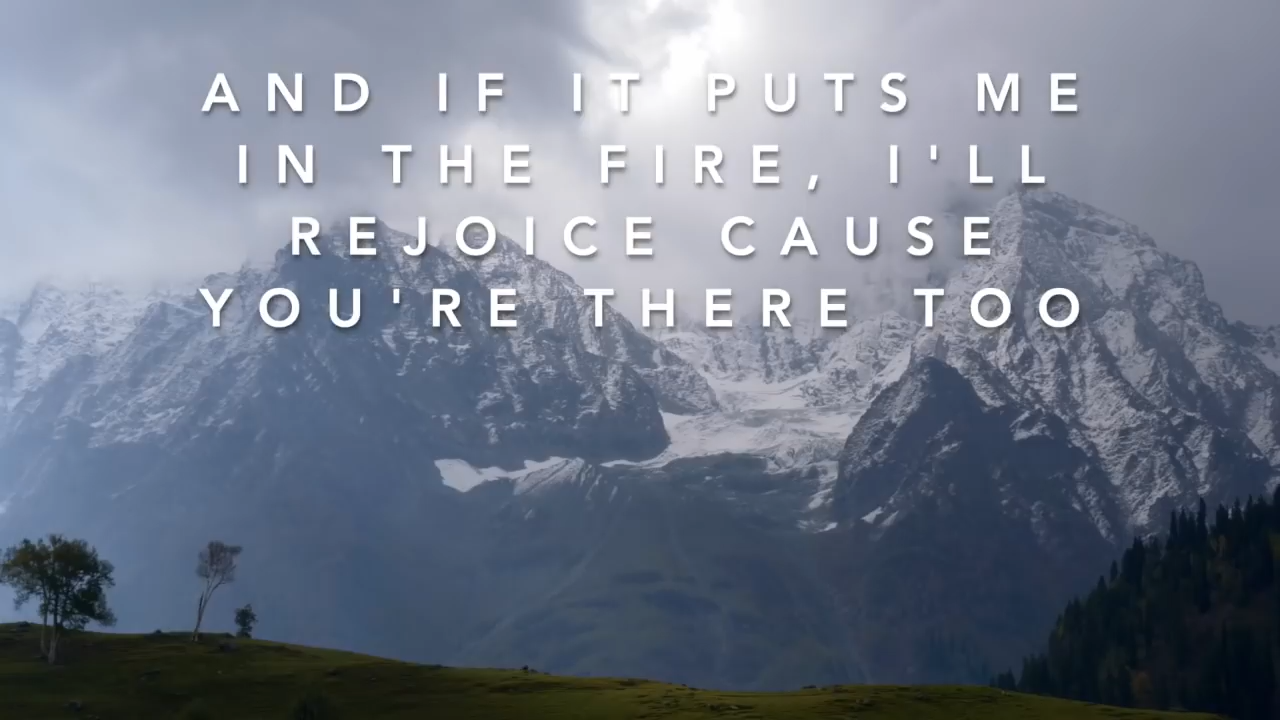 AND IF IT PUTS ME
IN THE FIRE, I'LL
REJOICE CAUSE
YOU'RE THERE TOO